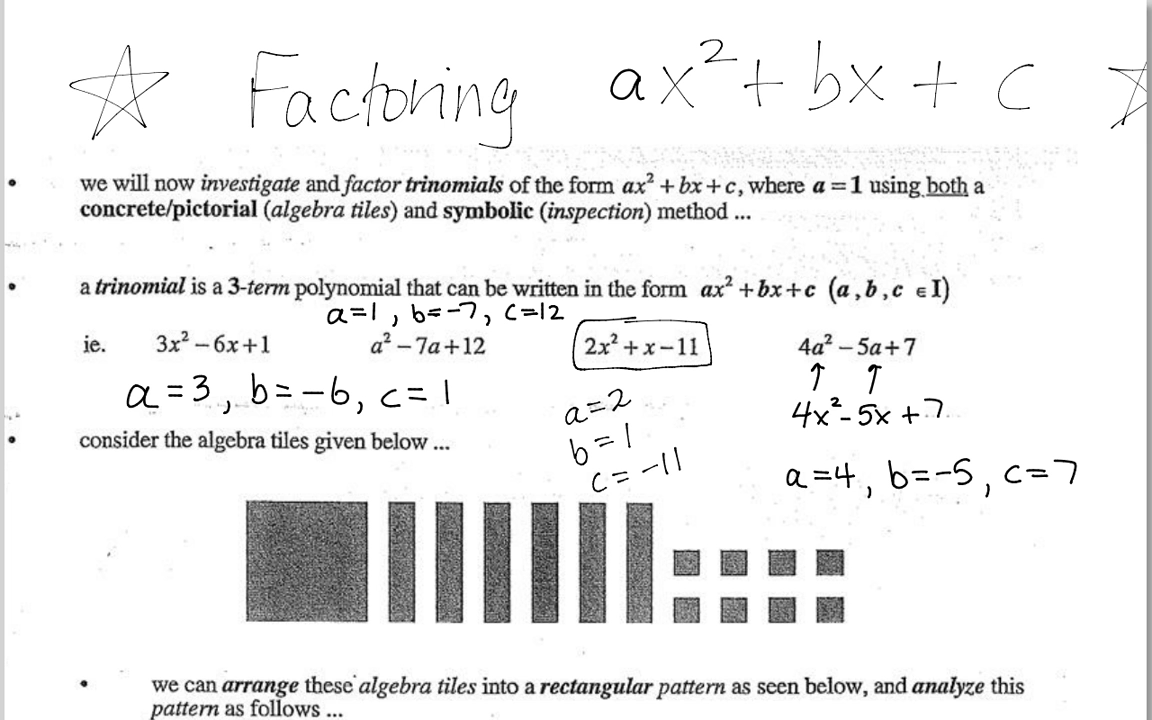 ☆ Factoring ax² + bx + c ☆
• we will now investigate and factor trinomials of the form ax² + bx + c, where a = 1 using both a
concrete/pictorial (algebra tiles) and symbolic (inspection) method ...
• a trinomial is a 3-term polynomial that can be written in the form ax² + bx + c (a, b, c ∈ I)
a=1, b=-7, c=12
ie. 3x² – 6x + 1 a² – 7a + 12 2x² + x – 11 4a² – 5a + 7
↑ ↑
a=3, b=-6, c=1
a=2
b=1
c=-11
4x² - 5x + 7
a=4, b=-5, c=7
• consider the algebra tiles given below ...
• we can arrange these algebra tiles into a rectangular pattern as seen below, and analyze this
pattern as follows ...